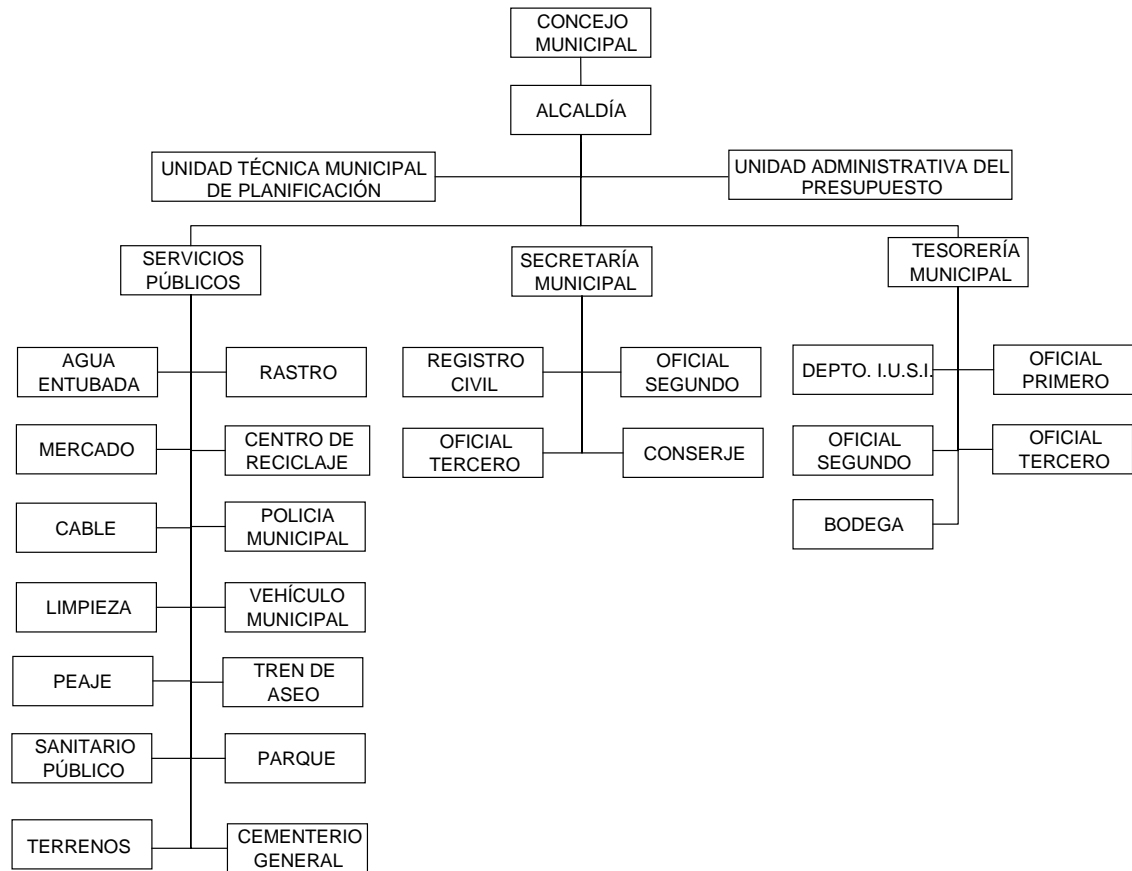 CONCEJO
MUNICIPAL
ALCALDÍA
UNIDAD TÉCNICA MUNICIPAL
DE PLANIFICACIÓN
UNIDAD ADMINISTRATIVA DEL
PRESUPUESTO
SERVICIOS
PÚBLICOS
SECRETARÍA
MUNICIPAL
TESORERÍA
MUNICIPAL
AGUA
ENTUBADA
RASTRO
REGISTRO
CIVIL
OFICIAL
SEGUNDO
DEPTO. I.U.S.I.
OFICIAL
PRIMERO
MERCADO
CENTRO DE
RECICLAJE
OFICIAL
TERCERO
CONSERJE
OFICIAL
SEGUNDO
OFICIAL
TERCERO
CABLE
POLICIA
MUNICIPAL
BODEGA
LIMPIEZA
VEHÍCULO
MUNICIPAL
PEAJE
TREN DE
ASEO
SANITARIO
PÚBLICO
PARQUE
TERRENOS
CEMENTERIO
GENERAL